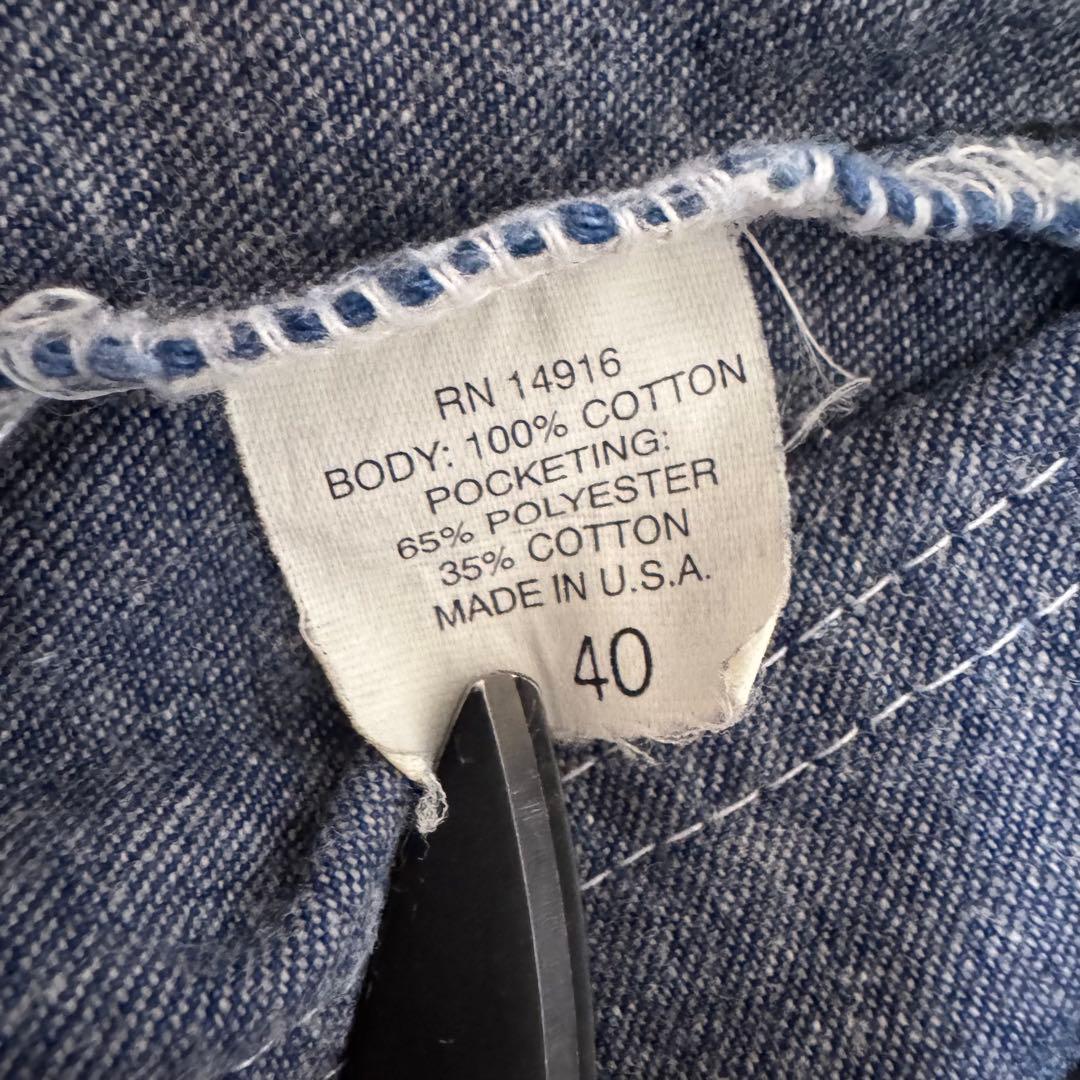 RN 14916
BODY: 100% COTTON
POCKETING:
65% POLYESTER
35% COTTON
MADE IN U.S.A.
40